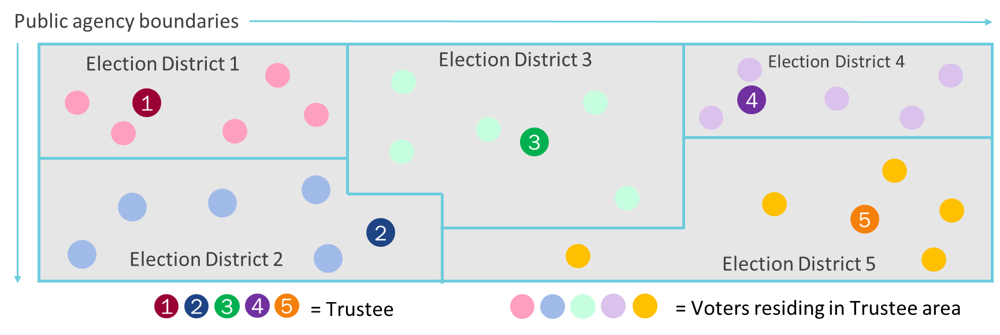 Public agency boundaries
Election District 1
Election District 3
Election District 4
1
4
3
2
5
Election District 2
Election District 5
1 2 3 4 5 = Trustee
= Voters residing in Trustee area